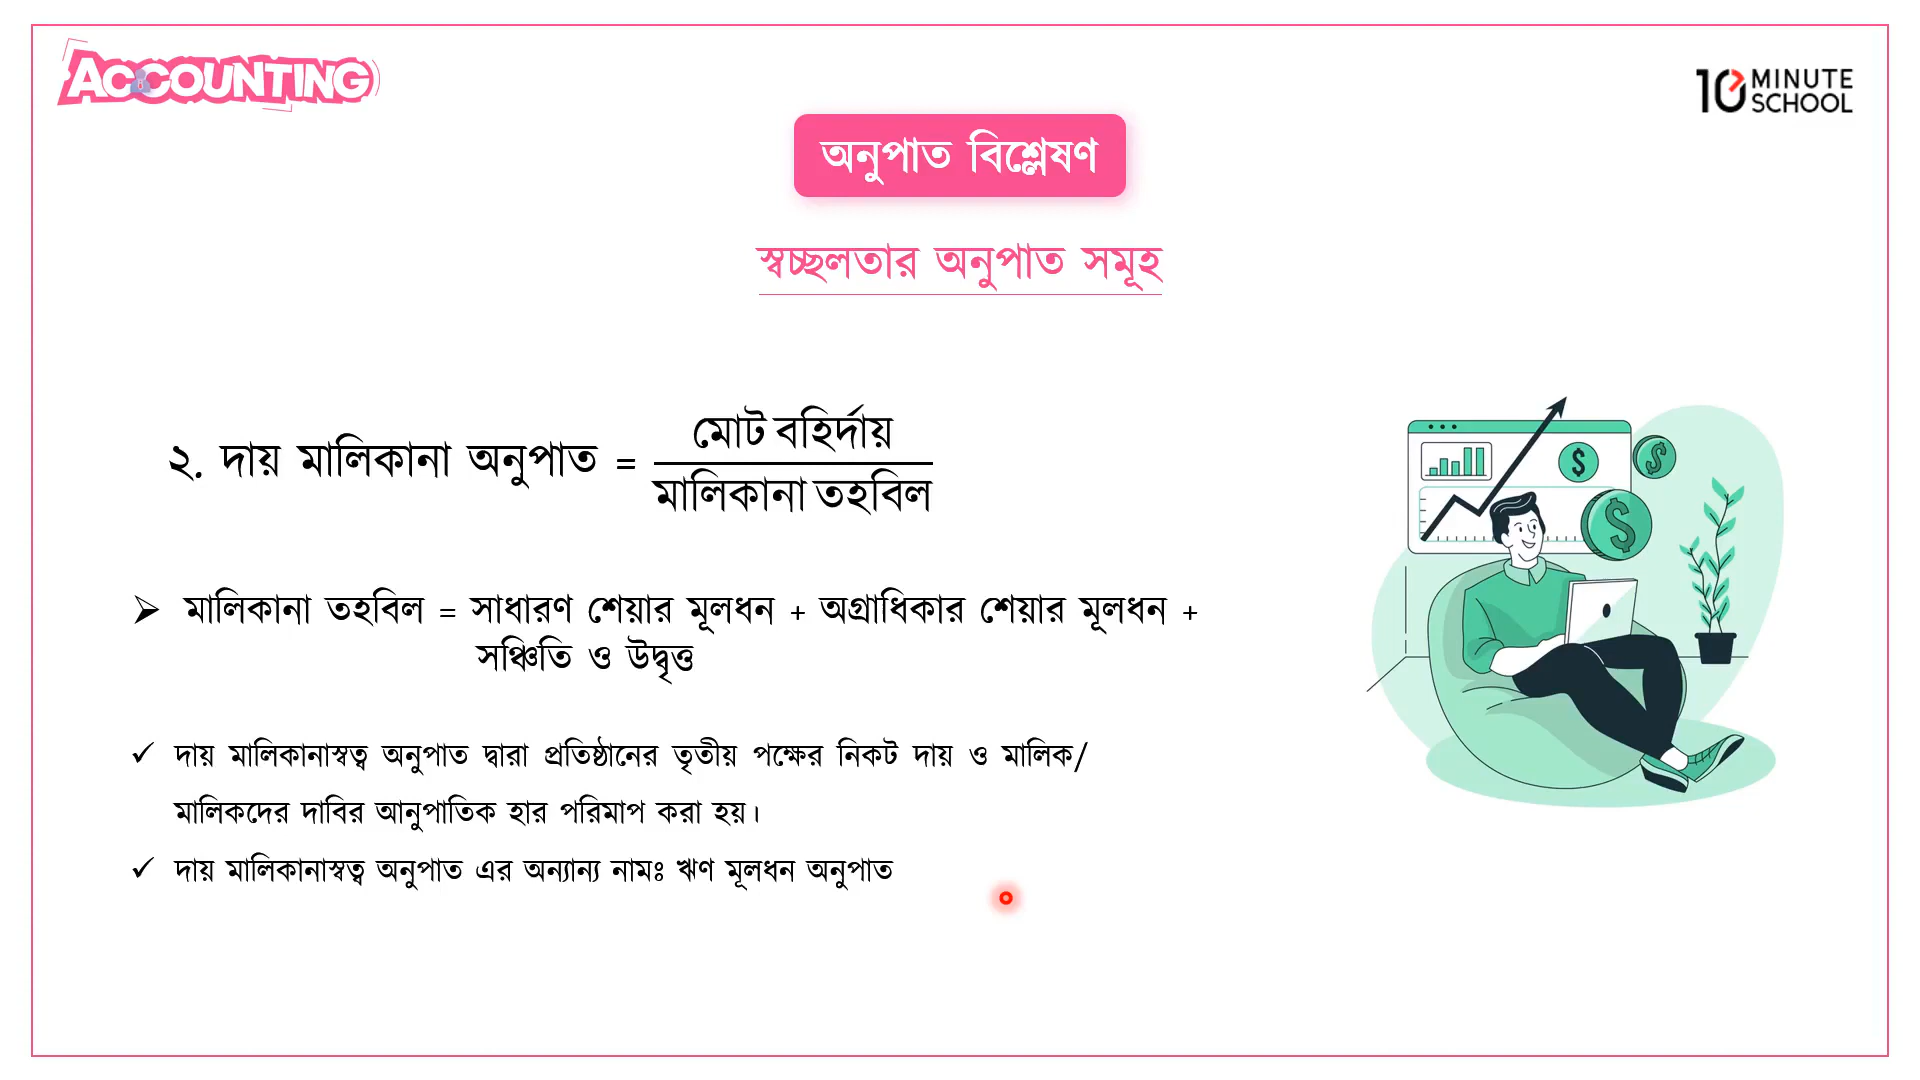 ACCOUNTING
10 MINUTE SCHOOL
অনুপাত বিশ্লেষণ
স্বচ্ছলতার অনুপাত সমূহ
২. দায় মালিকানা অনুপাত = মোট বহির্দায় / মালিকানা তহবিল
➢ মালিকানা তহবিল = সাধারণ শেয়ার মূলধন + অগ্রাধিকার শেয়ার মূলধন +
সঞ্চিতি ও উদ্বৃত্ত
✓ দায় মালিকানাস্বত্ব অনুপাত দ্বারা প্রতিষ্ঠানের তৃতীয় পক্ষের নিকট দায় ও মালিক/
মালিকদের দাবির আনুপাতিক হার পরিমাপ করা হয়।
✓ দায় মালিকানাস্বত্ব অনুপাত এর অন্যান্য নামঃ ঋণ মূলধন অনুপাত